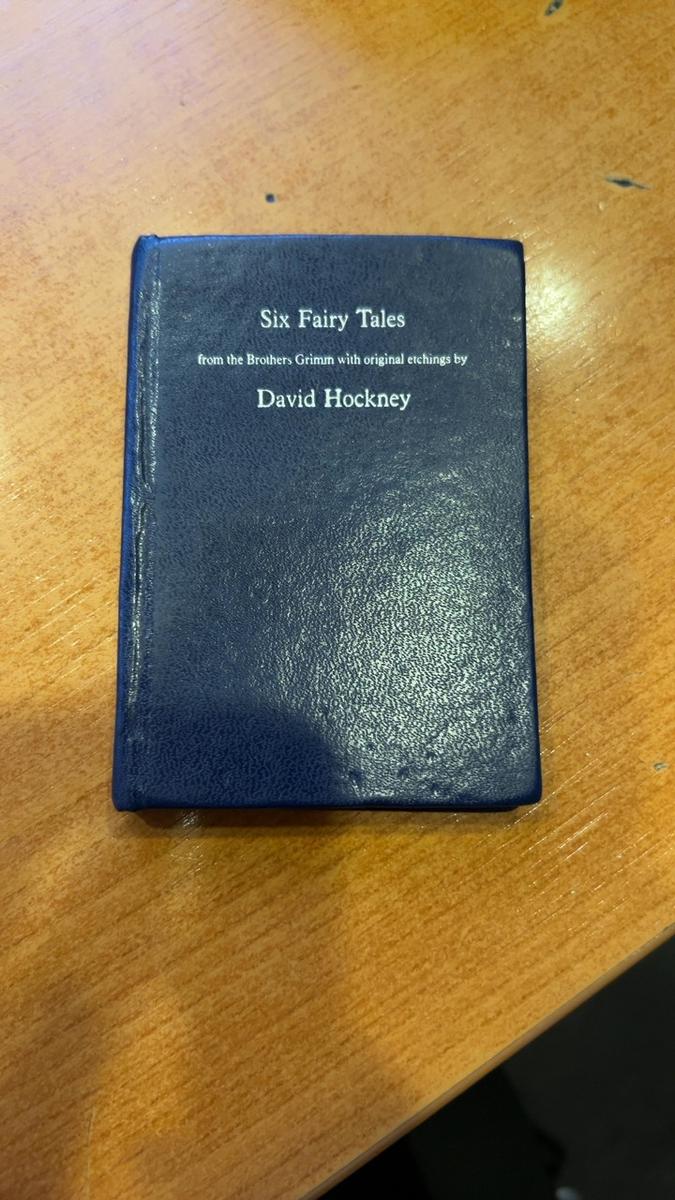 Six Fairy Tales
from the Brothers Grimm with original etchings by
David Hockney